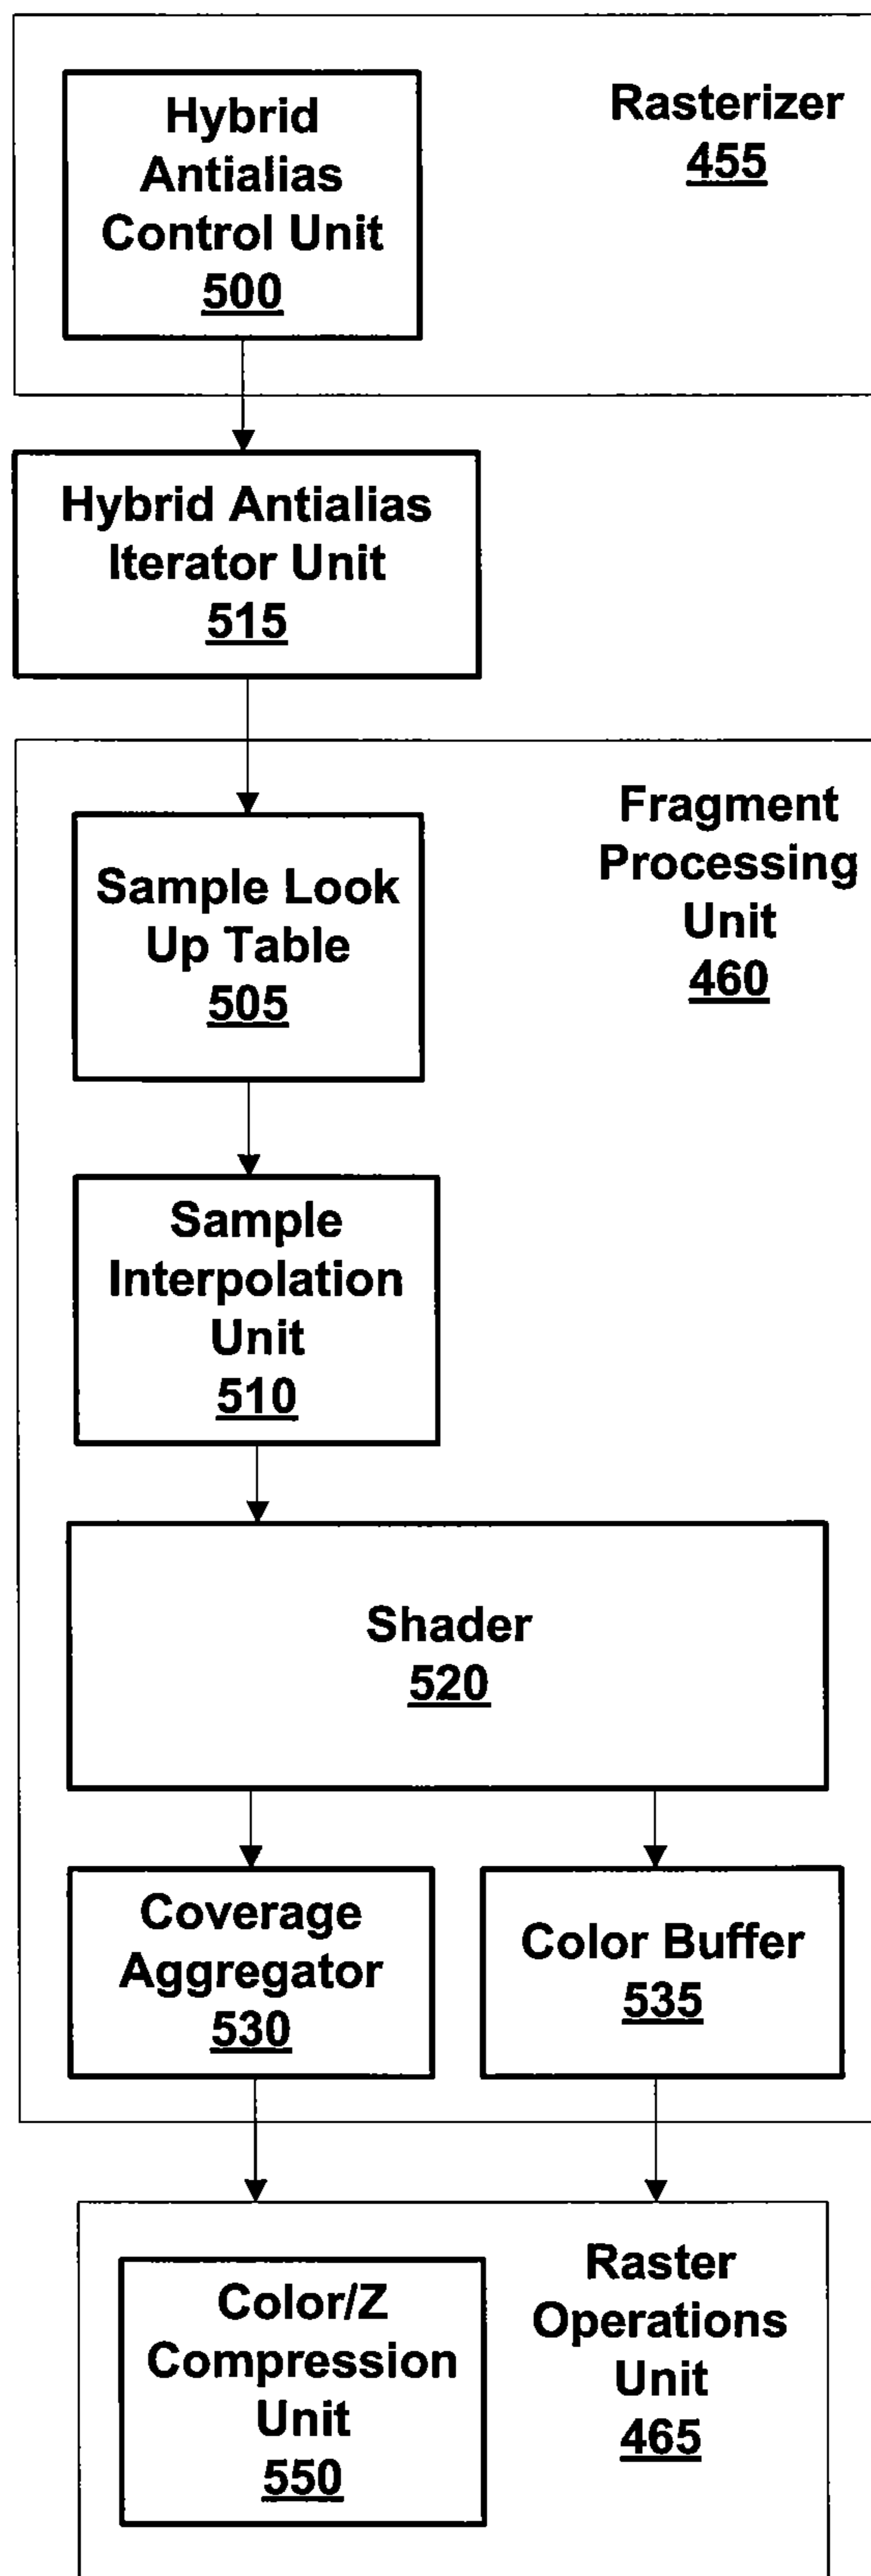 Hybrid
Antialias
Control Unit
500
Rasterizer
455
Hybrid Antialias
Iterator Unit
515
Fragment
Processing
Unit
460
Sample Look
Up Table
505
Sample
Interpolation
Unit
510
Shader
520
Coverage
Aggregator
530
Color Buffer
535
Raster
Operations
Unit
465
Color/Z
Compression
Unit
550